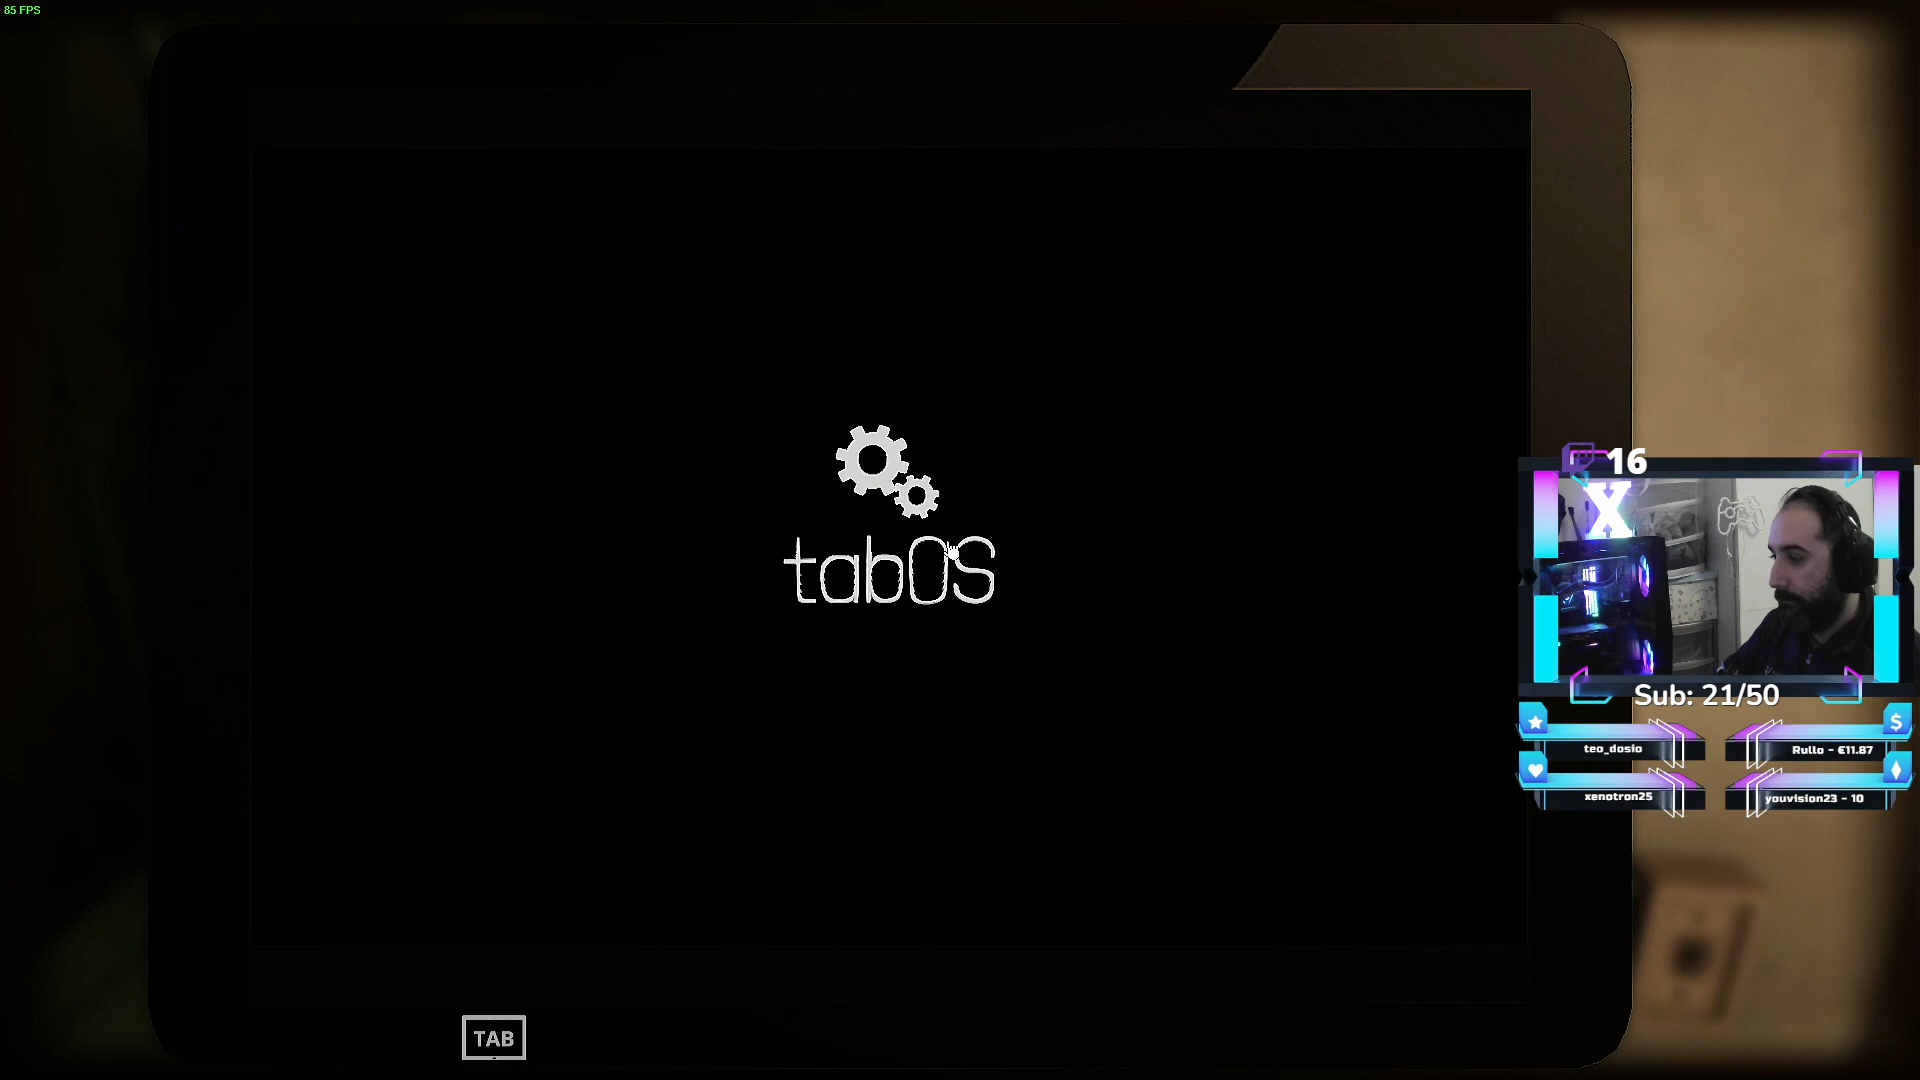 85 FPS
tabOS
16
X
Sub: 21/50
teo_dosio
Rullo - €11.87
xenotron25
youvision23 - 10
TAB